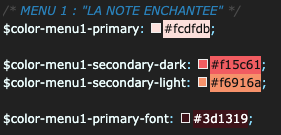 /* MENU 1 : "LA NOTE ENCHANTEE" */
$color-menu1-primary: #fcdfdb;
$color-menu1-secondary-dark: #f15c61;
$color-menu1-secondary-light: #f6916a;
$color-menu1-primary-font: #3d1319;